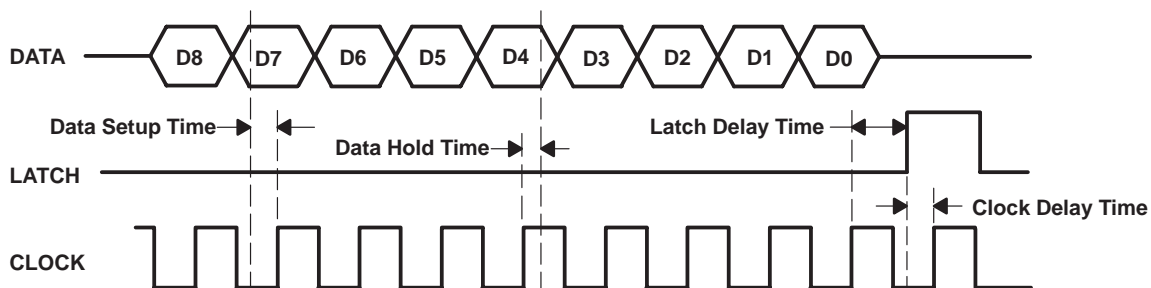 DATA
D8 D7 D6 D5 D4 D3 D2 D1 D0
Data Setup Time
Latch Delay Time
Data Hold Time
LATCH
Clock Delay Time
CLOCK